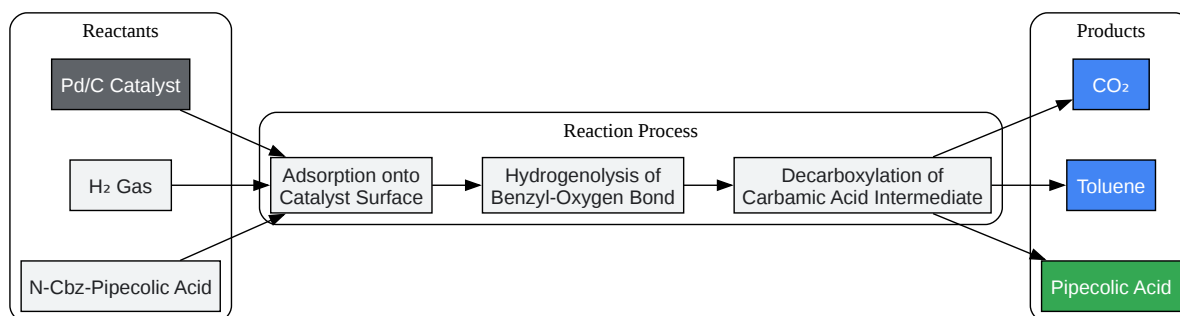 Reactants
Pd/C Catalyst
H₂ Gas
N-Cbz-Pipecolic Acid
Reaction Process
Adsorption onto
Catalyst Surface
Hydrogenolysis of
Benzyl-Oxygen Bond
Decarboxylation of
Carbamic Acid Intermediate
Products
CO₂
Toluene
Pipecolic Acid